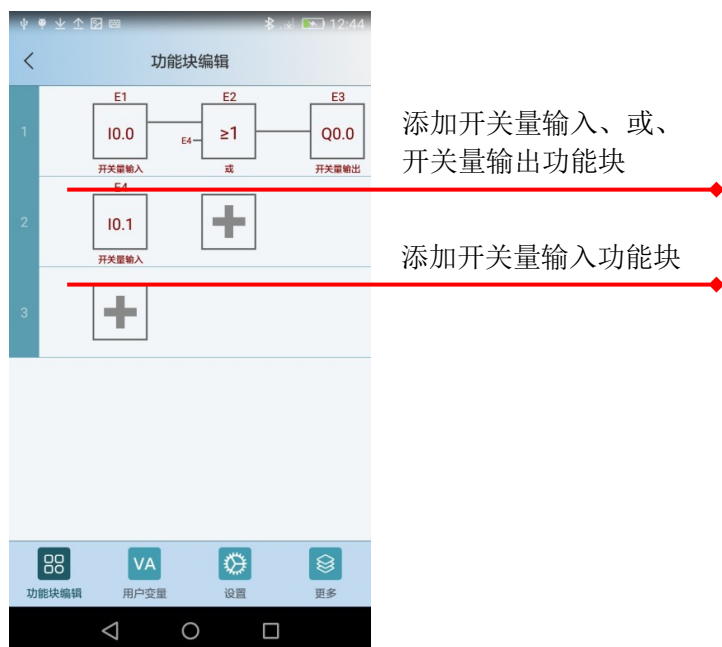 12:44
功能块编辑
E1 E2 E3
1 I0.0 E4 ≥1 Q0.0
开关量输入 或 开关量输出
添加开关量输入、或、
开关量输出功能块
E4
2 I0.1
开关量输入
添加开关量输入功能块
3
VA
功能块编辑 用户变量 设置 更多